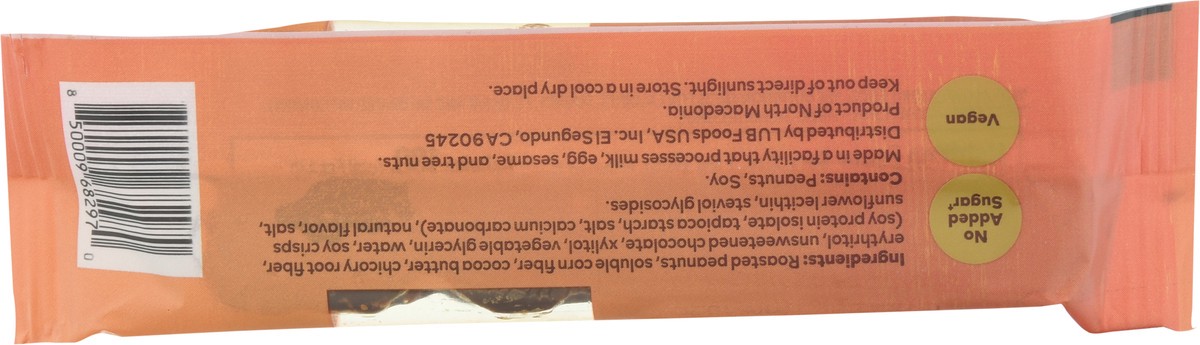 No
Added
Sugar†
Vegan
Ingredients: Roasted peanuts, soluble corn fiber, cocoa butter, chicory root fiber,
erythritol, unsweetened chocolate, xylitol, vegetable glycerin, water, soy crisps
(soy protein isolate, tapioca starch, salt, calcium carbonate), natural flavor, salt,
sunflower lecithin, steviol glycosides.
Contains: Peanuts, Soy.
Made in a facility that processes milk, egg, sesame, and tree nuts.
Distributed by LUB Foods USA, Inc. El Segundo, CA 90245
Product of North Macedonia.
Keep out of direct sunlight. Store in a cool dry place.
8 50009 68297 0